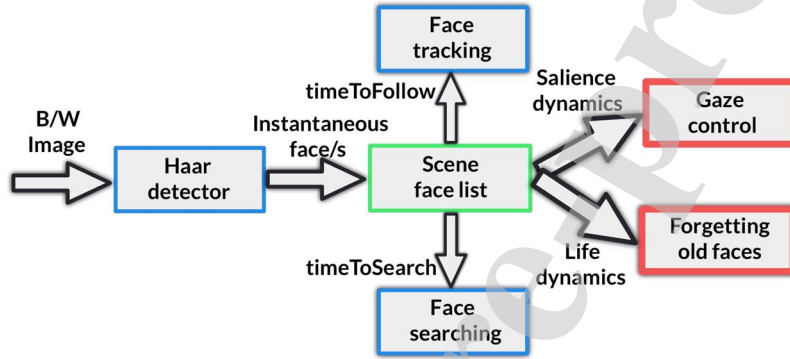 Face
tracking
timeToFollow
Salience
dynamics
Gaze
control
B/W
Image
Instantaneous
face/s
Haar
detector
Scene
face list
Forgetting
old faces
Life
dynamics
timeToSearch
Face
searching